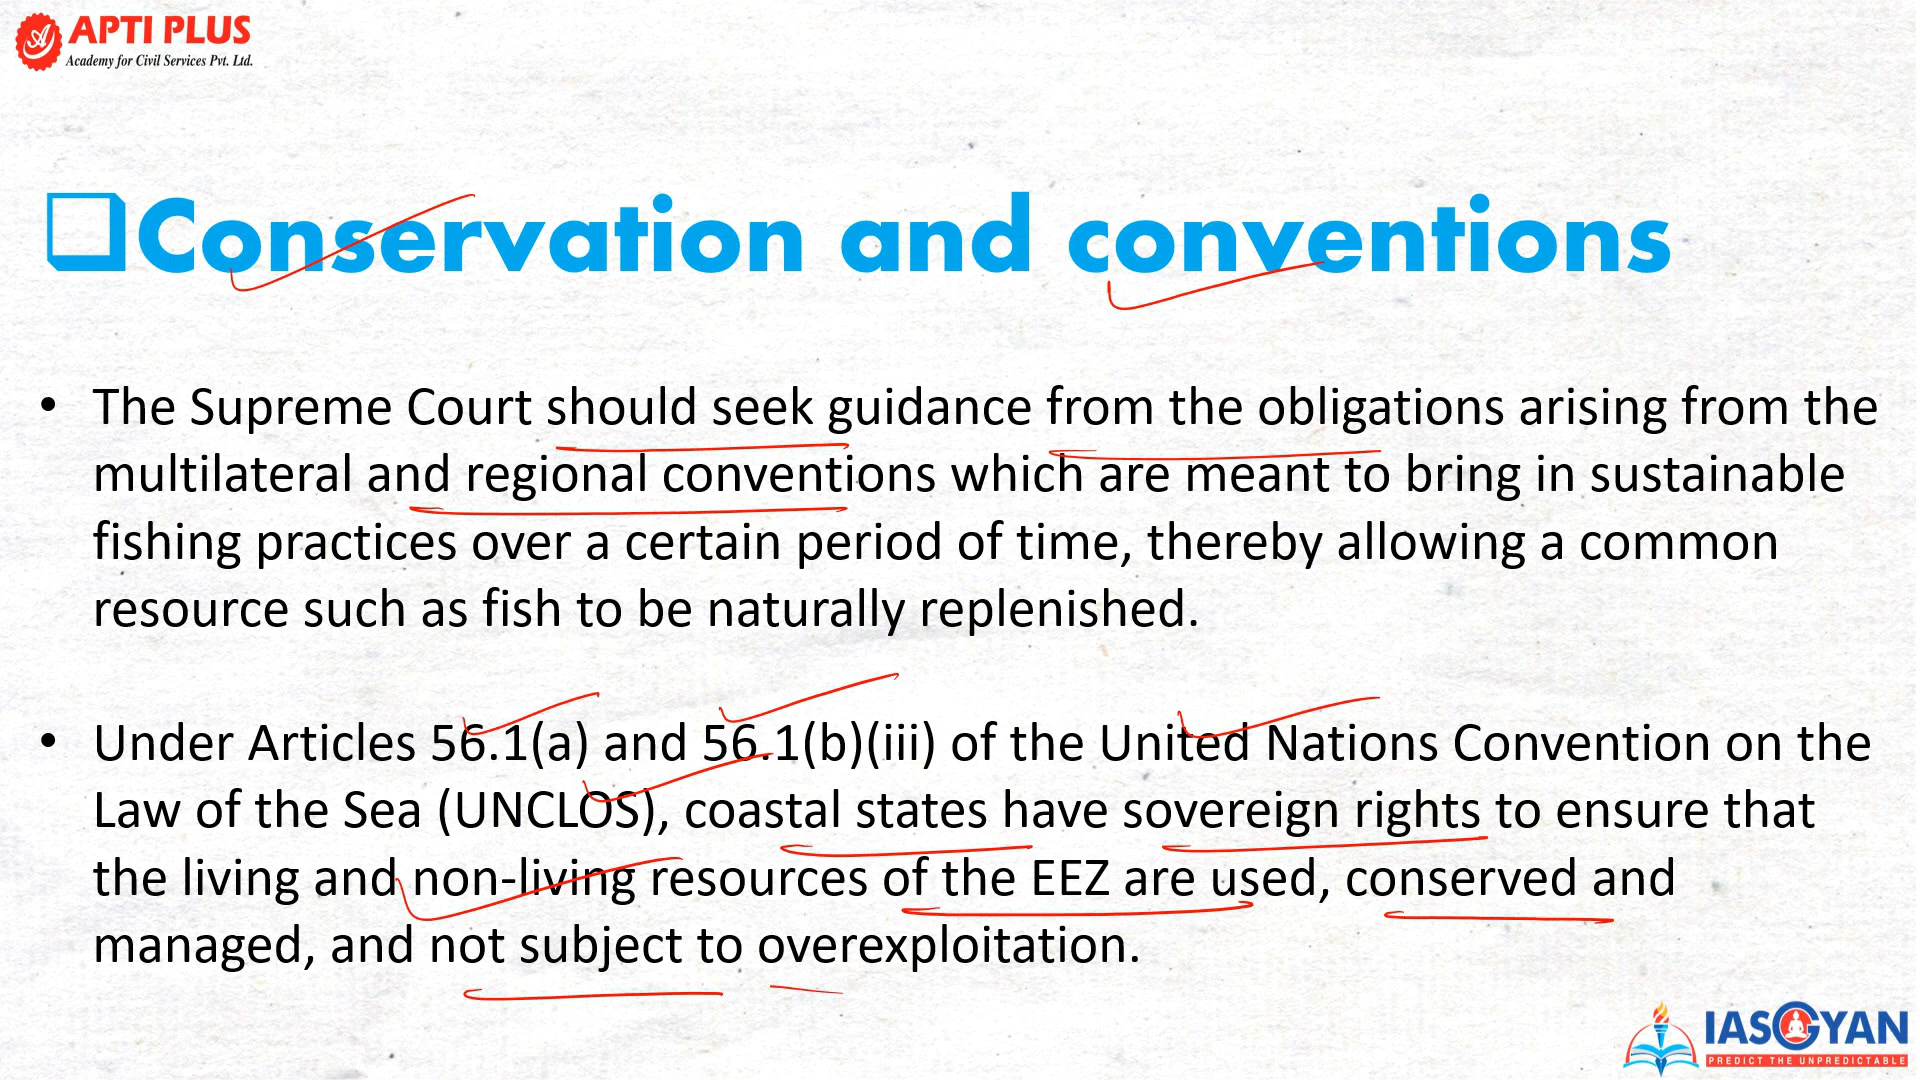 APTI PLUS
Academy for Civil Services Pvt. Ltd.
❑Conservation and conventions
• The Supreme Court should seek guidance from the obligations arising from the
multilateral and regional conventions which are meant to bring in sustainable
fishing practices over a certain period of time, thereby allowing a common
resource such as fish to be naturally replenished.
• Under Articles 56.1(a) and 56.1(b)(iii) of the United Nations Convention on the
Law of the Sea (UNCLOS), coastal states have sovereign rights to ensure that
the living and non-living resources of the EEZ are used, conserved and
managed, and not subject to overexploitation.
IASGYAN
PREDICT THE UNPREDICTABLE